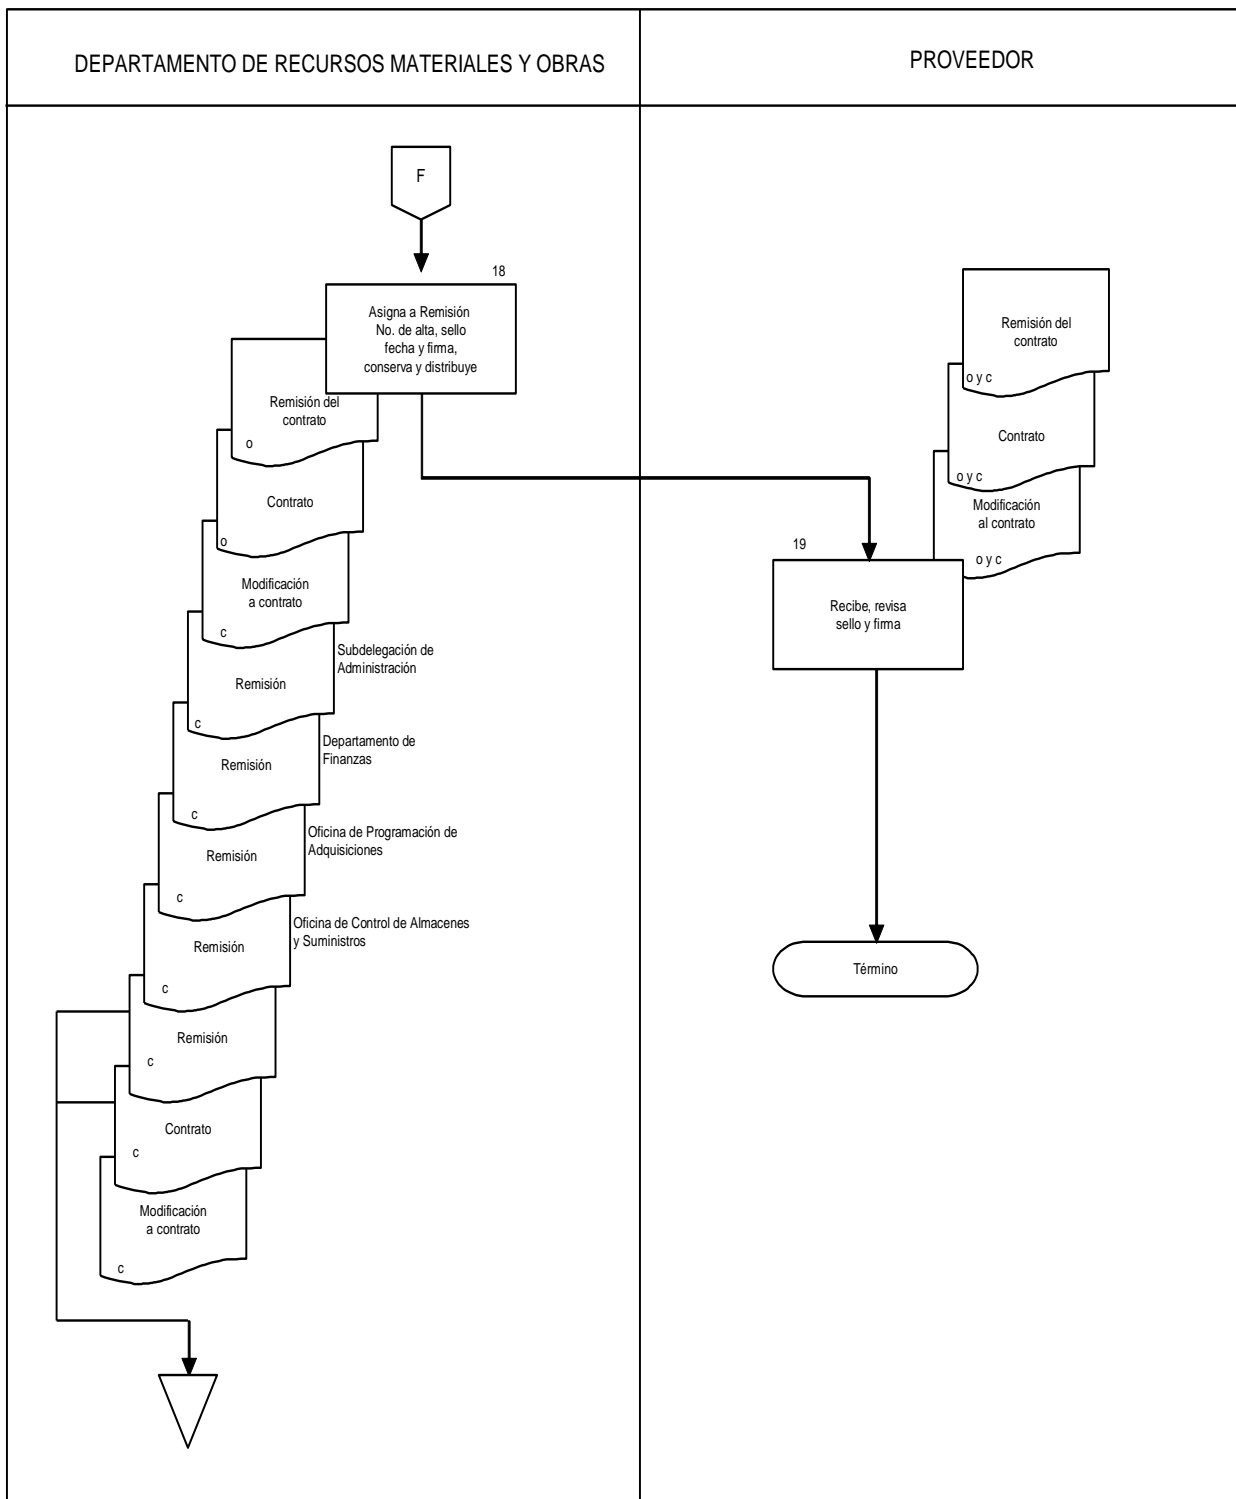 DEPARTAMENTO DE RECURSOS MATERIALES Y OBRAS
PROVEEDOR
F
18
Asigna a Remisión
No. de alta, sello
fecha y firma,
conserva y distribuye
Remisión del
contrato
o
Contrato
o
Modificación
a contrato
c
Subdelegación de
Administración
Remisión
c
Departamento de
Finanzas
Remisión
c
Oficina de Programación de
Adquisiciones
Remisión
c
Oficina de Control de Almacenes
y Suministros
Remisión
c
Remisión
c
Contrato
c
Modificación
a contrato
c
Remisión del
contrato
o y c
Contrato
o y c
Modificación
al contrato
o y c
19
Recibe, revisa
sello y firma
Término